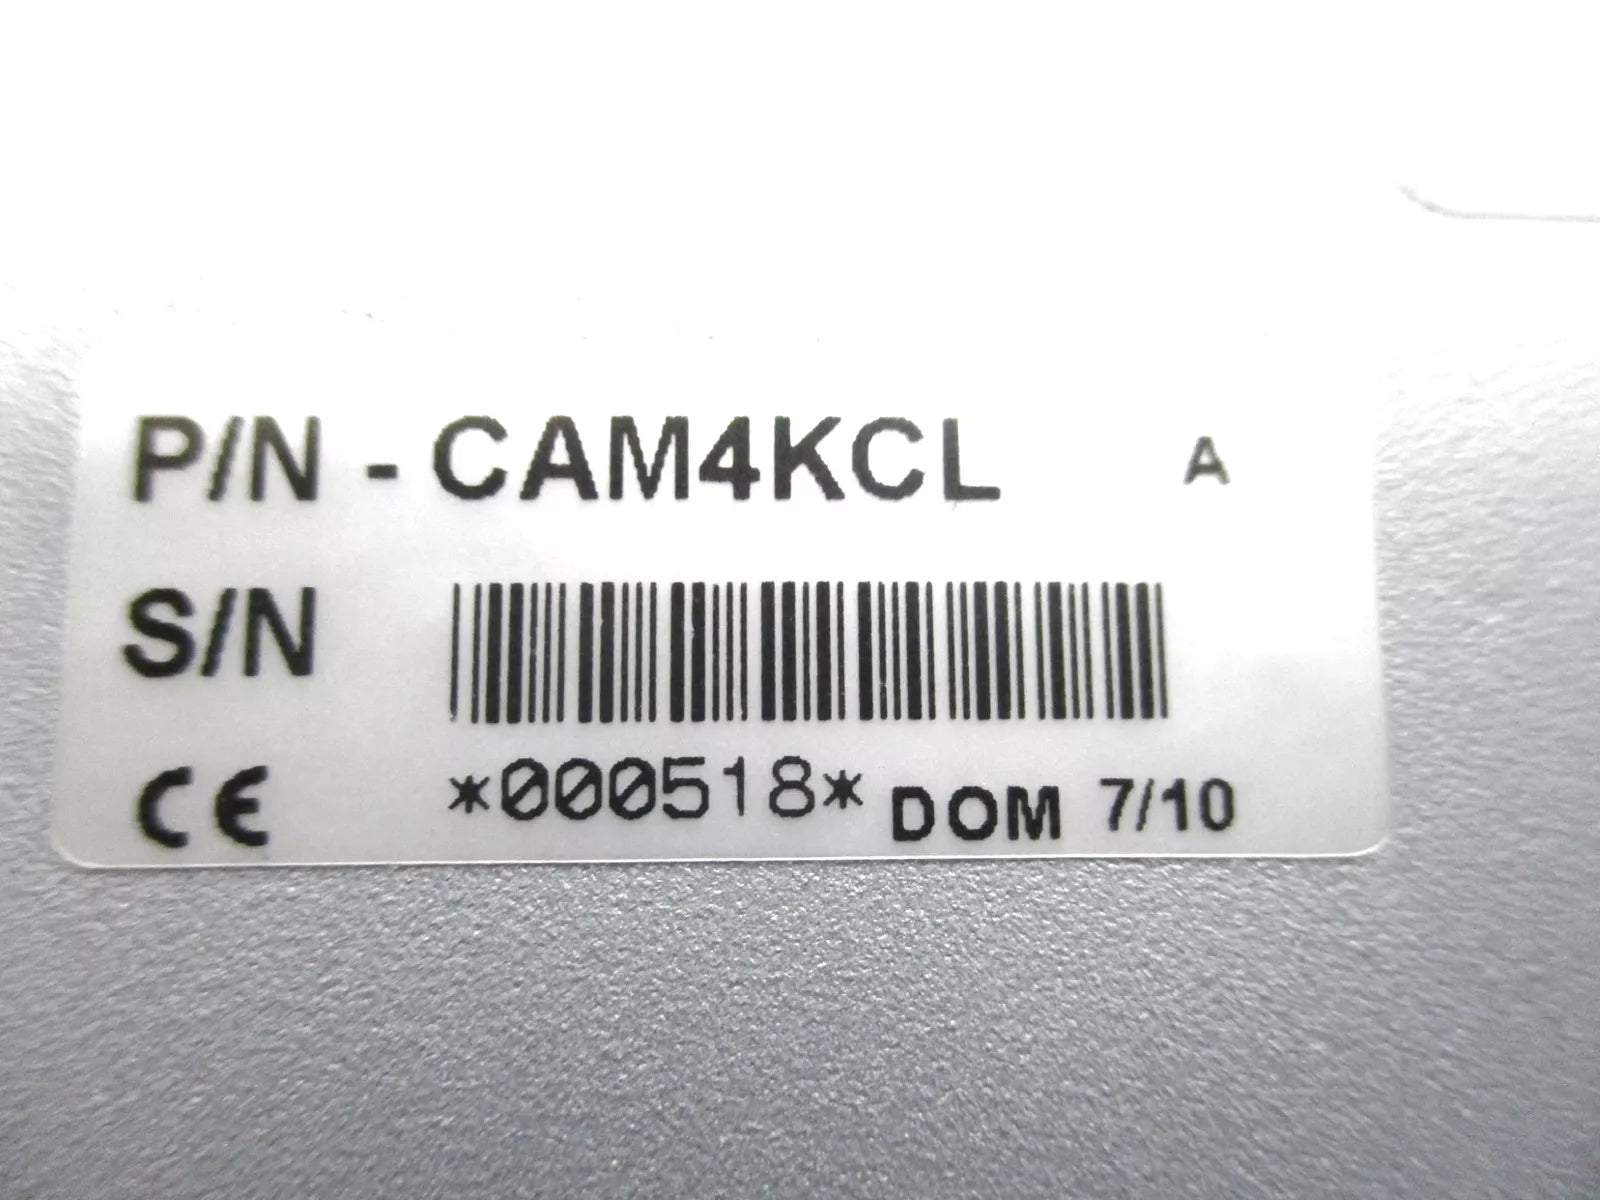 P/N - CAM4KCL A
S/N
CE *000518* DOM 7/10